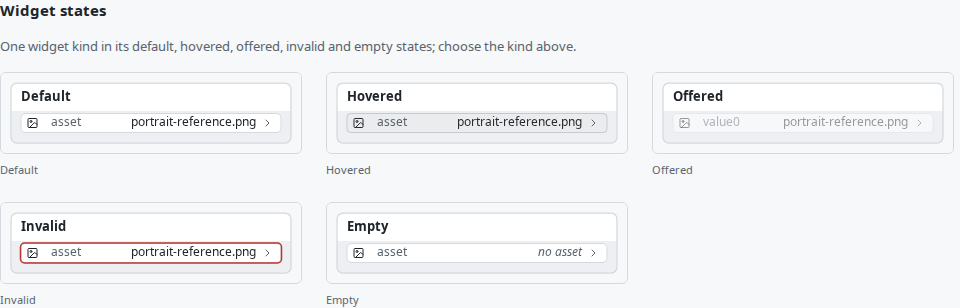 Widget states
One widget kind in its default, hovered, offered, invalid and empty states; choose the kind above.
Default
asset portrait-reference.png
Default
Hovered
asset portrait-reference.png
Hovered
Offered
value0 portrait-reference.png
Offered
Invalid
asset portrait-reference.png
Invalid
Empty
asset no asset
Empty